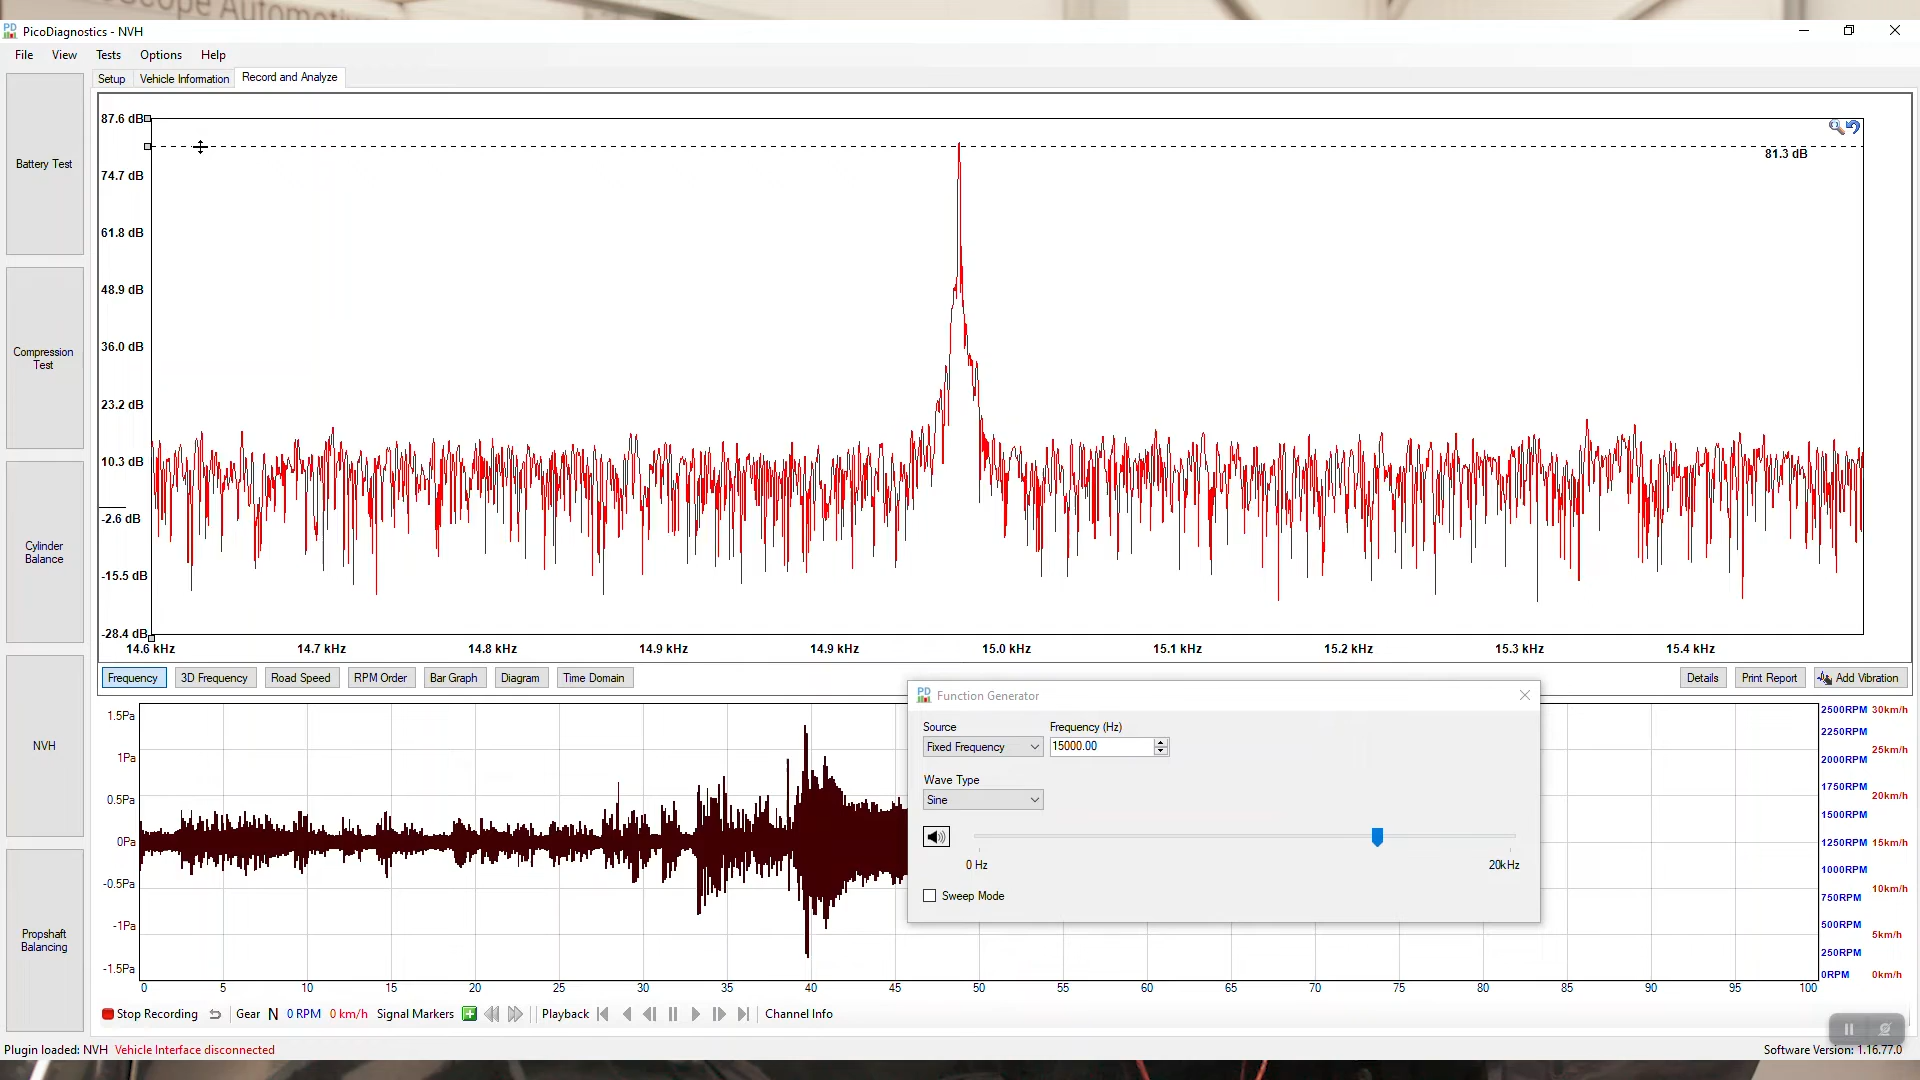 Scope Automotive
PicoDiagnostics - NVH
File View Tests Options Help
Setup Vehicle Information Record and Analyze
Battery Test
Compression
Test
Cylinder
Balance
NVH
Propshaft
Balancing
87.6 dB
81.3 dB
74.7 dB
61.8 dB
48.9 dB
36.0 dB
23.2 dB
10.3 dB
-2.6 dB
-15.5 dB
-28.4 dB
14.6 kHz 14.7 kHz 14.8 kHz 14.9 kHz 14.9 kHz 15.0 kHz 15.1 kHz 15.2 kHz 15.3 kHz 15.4 kHz
Frequency 3D Frequency Road Speed RPM Order Bar Graph Diagram Time Domain Details Print Report Add Vibration
Function Generator
Source Frequency (Hz)
Fixed Frequency 15000.00
Wave Type
Sine
0 Hz 20kHz
Sweep Mode
1.5Pa
1Pa
0.5Pa
0Pa
-0.5Pa
-1Pa
-1.5Pa
2500RPM 30km/h
2250RPM
25km/h
2000RPM
1750RPM
20km/h
1500RPM
1250RPM 15km/h
1000RPM
10km/h
750RPM
500RPM
5km/h
250RPM
0RPM 0km/h
0 5 10 15 20 25 30 35 40 45 50 55 60 65 70 75 80 85 90 95 100
Stop Recording Gear N 0 RPM 0 km/h Signal Markers Playback Channel Info
Plugin loaded: NVH Vehicle Interface disconnected Software Version: 1.16.77.0